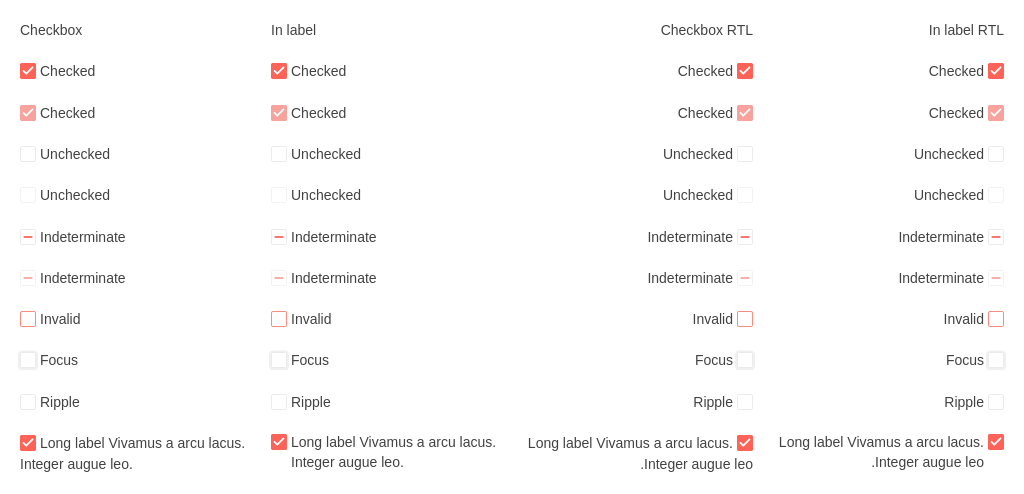 Checkbox In label Checkbox RTL In label RTL
Checked Checked Checked Checked
Checked Checked Checked Checked
Unchecked Unchecked Unchecked Unchecked
Unchecked Unchecked Unchecked Unchecked
Indeterminate Indeterminate Indeterminate Indeterminate
Indeterminate Indeterminate Indeterminate Indeterminate
Invalid Invalid Invalid Invalid
Focus Focus Focus Focus
Ripple Ripple Ripple Ripple
Long label Vivamus a arcu lacus. Long label Vivamus a arcu lacus. Long label Vivamus a arcu lacus. Long label Vivamus a arcu lacus.
Integer augue leo. Integer augue leo. .Integer augue leo .Integer augue leo